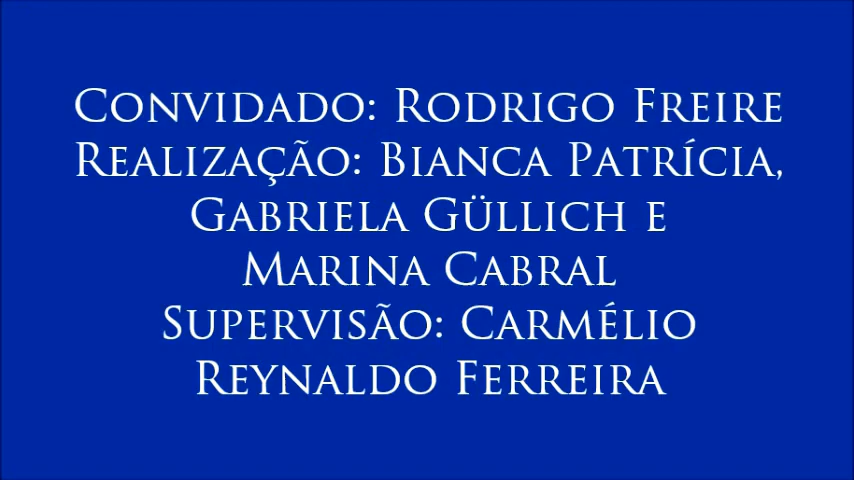 Convidado: Rodrigo Freire
Realização: Bianca Patrícia,
Gabriela Güllich e
Marina Cabral
Supervisão: Carmélio
Reynaldo Ferreira